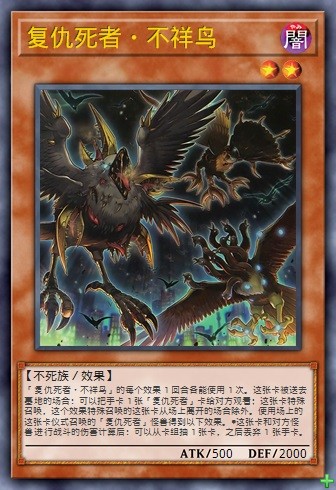 复仇死者・不祥鸟
闇
【不死族／效果】
「复仇死者・不祥鸟」的每个效果1回合各能使用1次。这张卡被送去
墓地的场合：可以把手卡1张「复仇死者」卡给对方观看；这张卡特殊
召唤，这个效果特殊召唤的这张卡从场上离开的场合除外。使用场上的
这张卡仪式召唤的「复仇死者」怪兽得到以下效果。●这张卡和对方怪
兽进行战斗的伤害计算后：可以从卡组抽1张卡，之后丢弃1张手卡。
ATK/500 DEF/2000